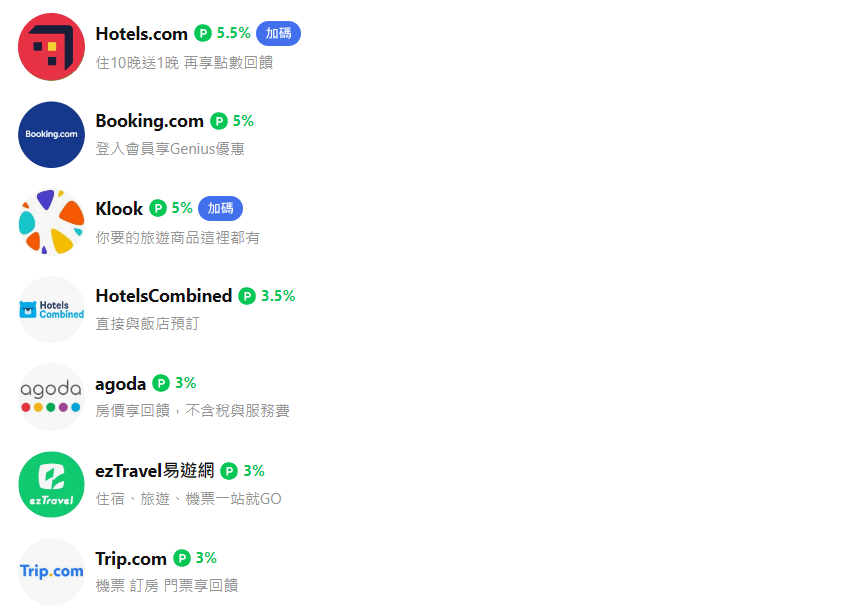 Hotels.com P 5.5% 加碼
住10晚送1晚 再享點數回饋
Booking.com
Booking.com P 5%
登入會員享Genius優惠
Klook P 5% 加碼
你要的旅遊商品這裡都有
Hotels
Combined
HotelsCombined P 3.5%
直接與飯店預訂
agoda
agoda P 3%
房價享回饋，不含稅與服務費
ezTravel
ezTravel易遊網 P 3%
住宿、旅遊、機票一站就GO
Trip.com
Trip.com P 3%
機票 訂房 門票享回饋